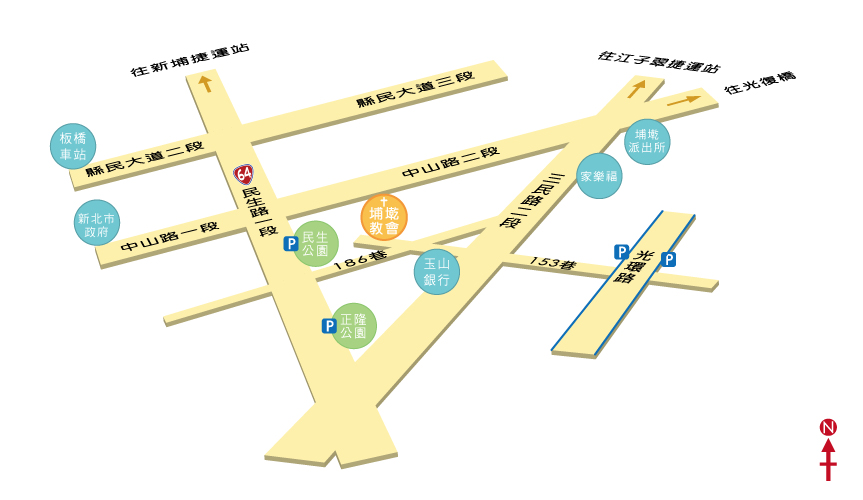 往新埔捷運站
往江子翠捷運站
往光復橋
縣民大道三段
板橋
車站
縣民大道二段
埔墘
派出所
中山路二段
家樂福
64
民生路一段
三民路二段
新北市
政府
中山路一段
埔墘
教會
P
民生
公園
186巷
玉山
銀行
153巷
P
光環路
P
P
正隆
公園
N